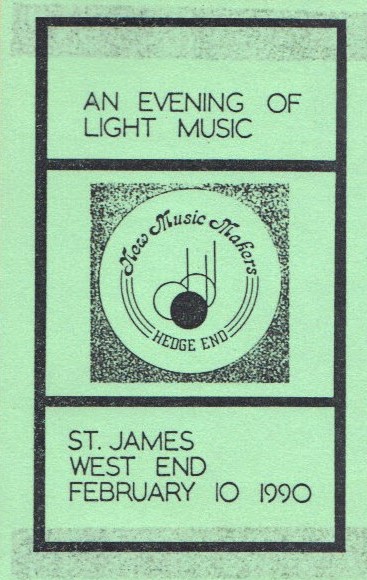 AN EVENING OF
LIGHT MUSIC
New Music Makers
HEDGE END
ST. JAMES
WEST END
FEBRUARY 10 1990